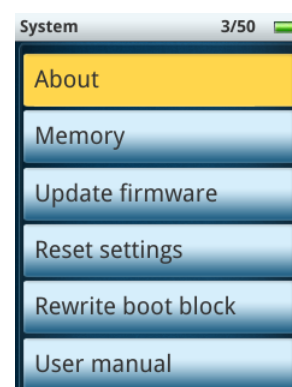 System 3/50
About
Memory
Update firmware
Reset settings
Rewrite boot block
User manual